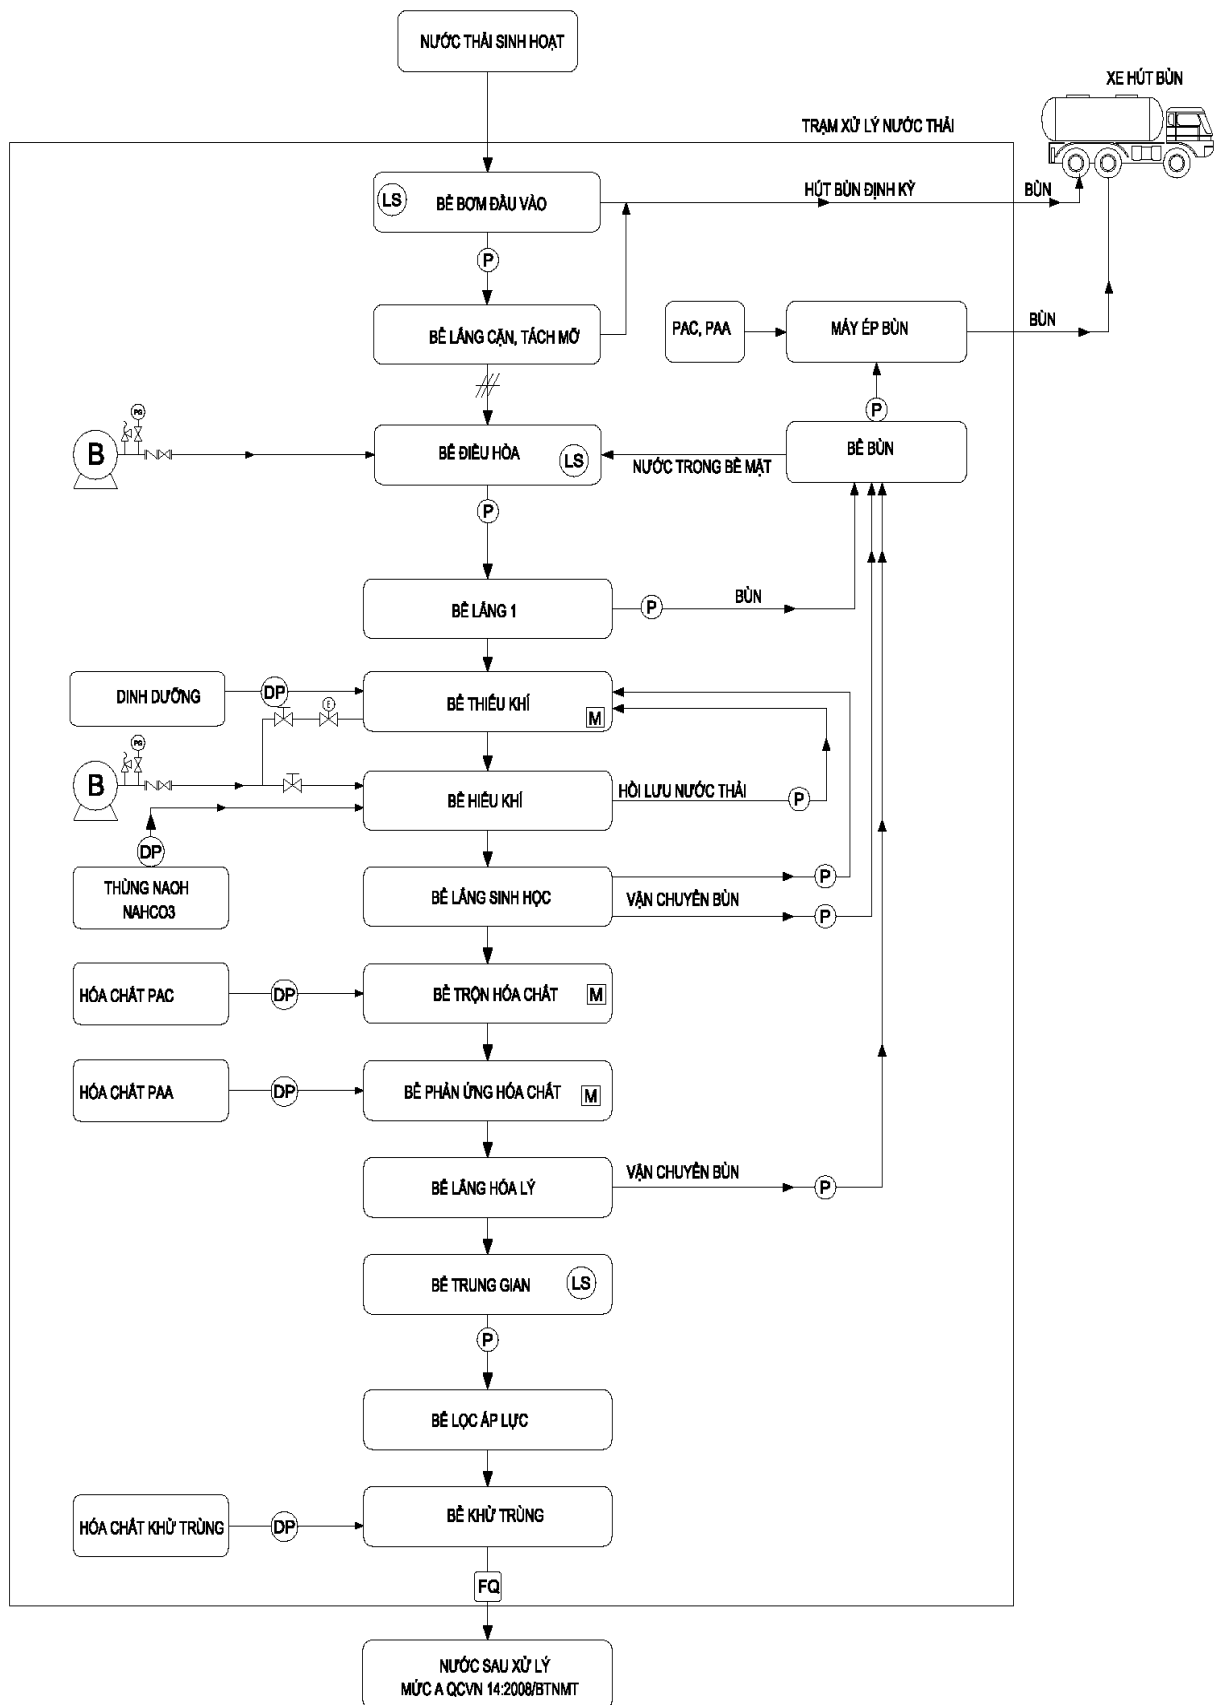 NƯỚC THẢI SINH HOẠT
XE HÚT BÙN
TRẠM XỬ LÝ NƯỚC THẢI
LS
BỂ BƠM ĐẦU VÀO
HÚT BÙN ĐỊNH KỲ
BÙN
P
BỂ LẮNG CẶN, TÁCH MỠ
PAC, PAA
MÁY ÉP BÙN
BÙN
P
PG
B
BỂ ĐIỀU HÒA
LS
NƯỚC TRONG BỀ MẶT
BỂ BÙN
P
BỂ LẮNG 1
P
BÙN
DINH DƯỠNG
DP
E
BỂ THIẾU KHÍ
M
PG
B
BỂ HIẾU KHÍ
HỒI LƯU NƯỚC THẢI
P
DP
THÙNG NAOH
NAHCO3
BỂ LẮNG SINH HỌC
P
VẬN CHUYỂN BÙN
P
HÓA CHẤT PAC
DP
BỂ TRỘN HÓA CHẤT
M
HÓA CHẤT PAA
DP
BỂ PHẢN ỨNG HÓA CHẤT
M
BỂ LẮNG HÓA LÝ
VẬN CHUYỂN BÙN
P
BỂ TRUNG GIAN
LS
P
BỂ LỌC ÁP LỰC
HÓA CHẤT KHỬ TRÙNG
DP
BỂ KHỬ TRÙNG
FQ
NƯỚC SAU XỬ LÝ
MỨC A QCVN 14:2008/BTNMT